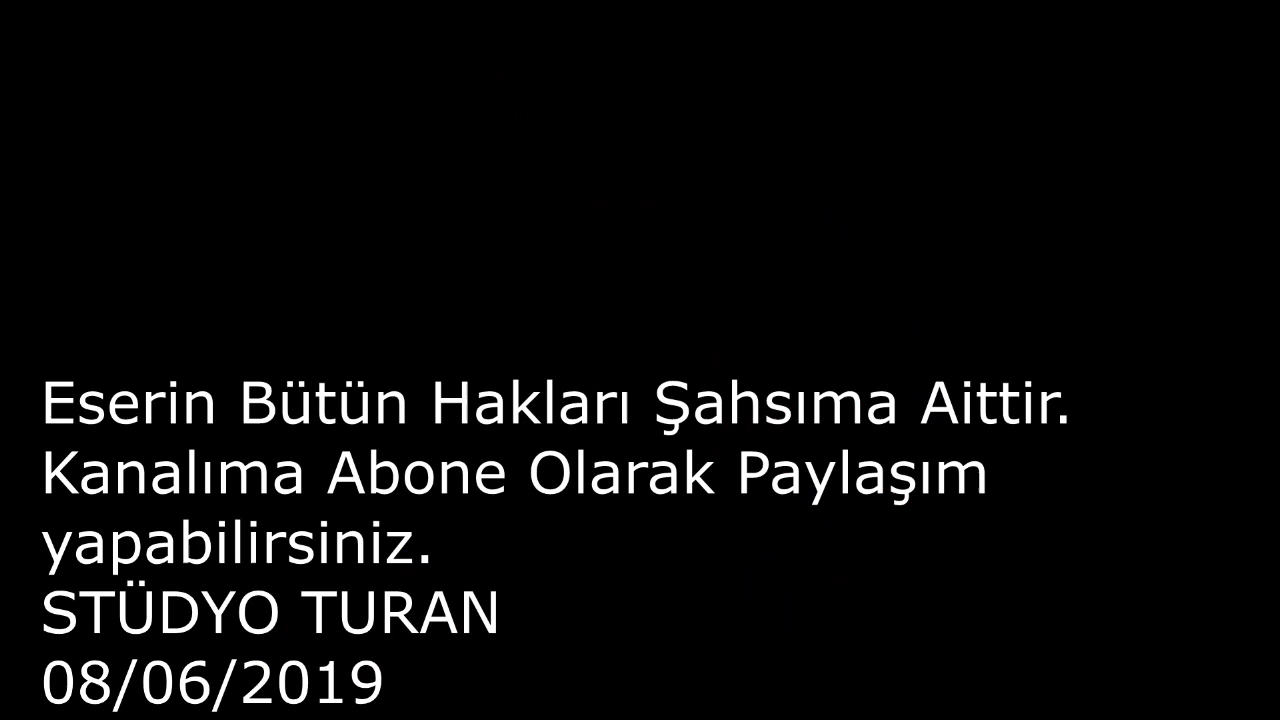 Eserin Bütün Hakları Şahsıma Aittir.
Kanalıma Abone Olarak Paylaşım
yapabilirsiniz.
STÜDYO TURAN
08/06/2019